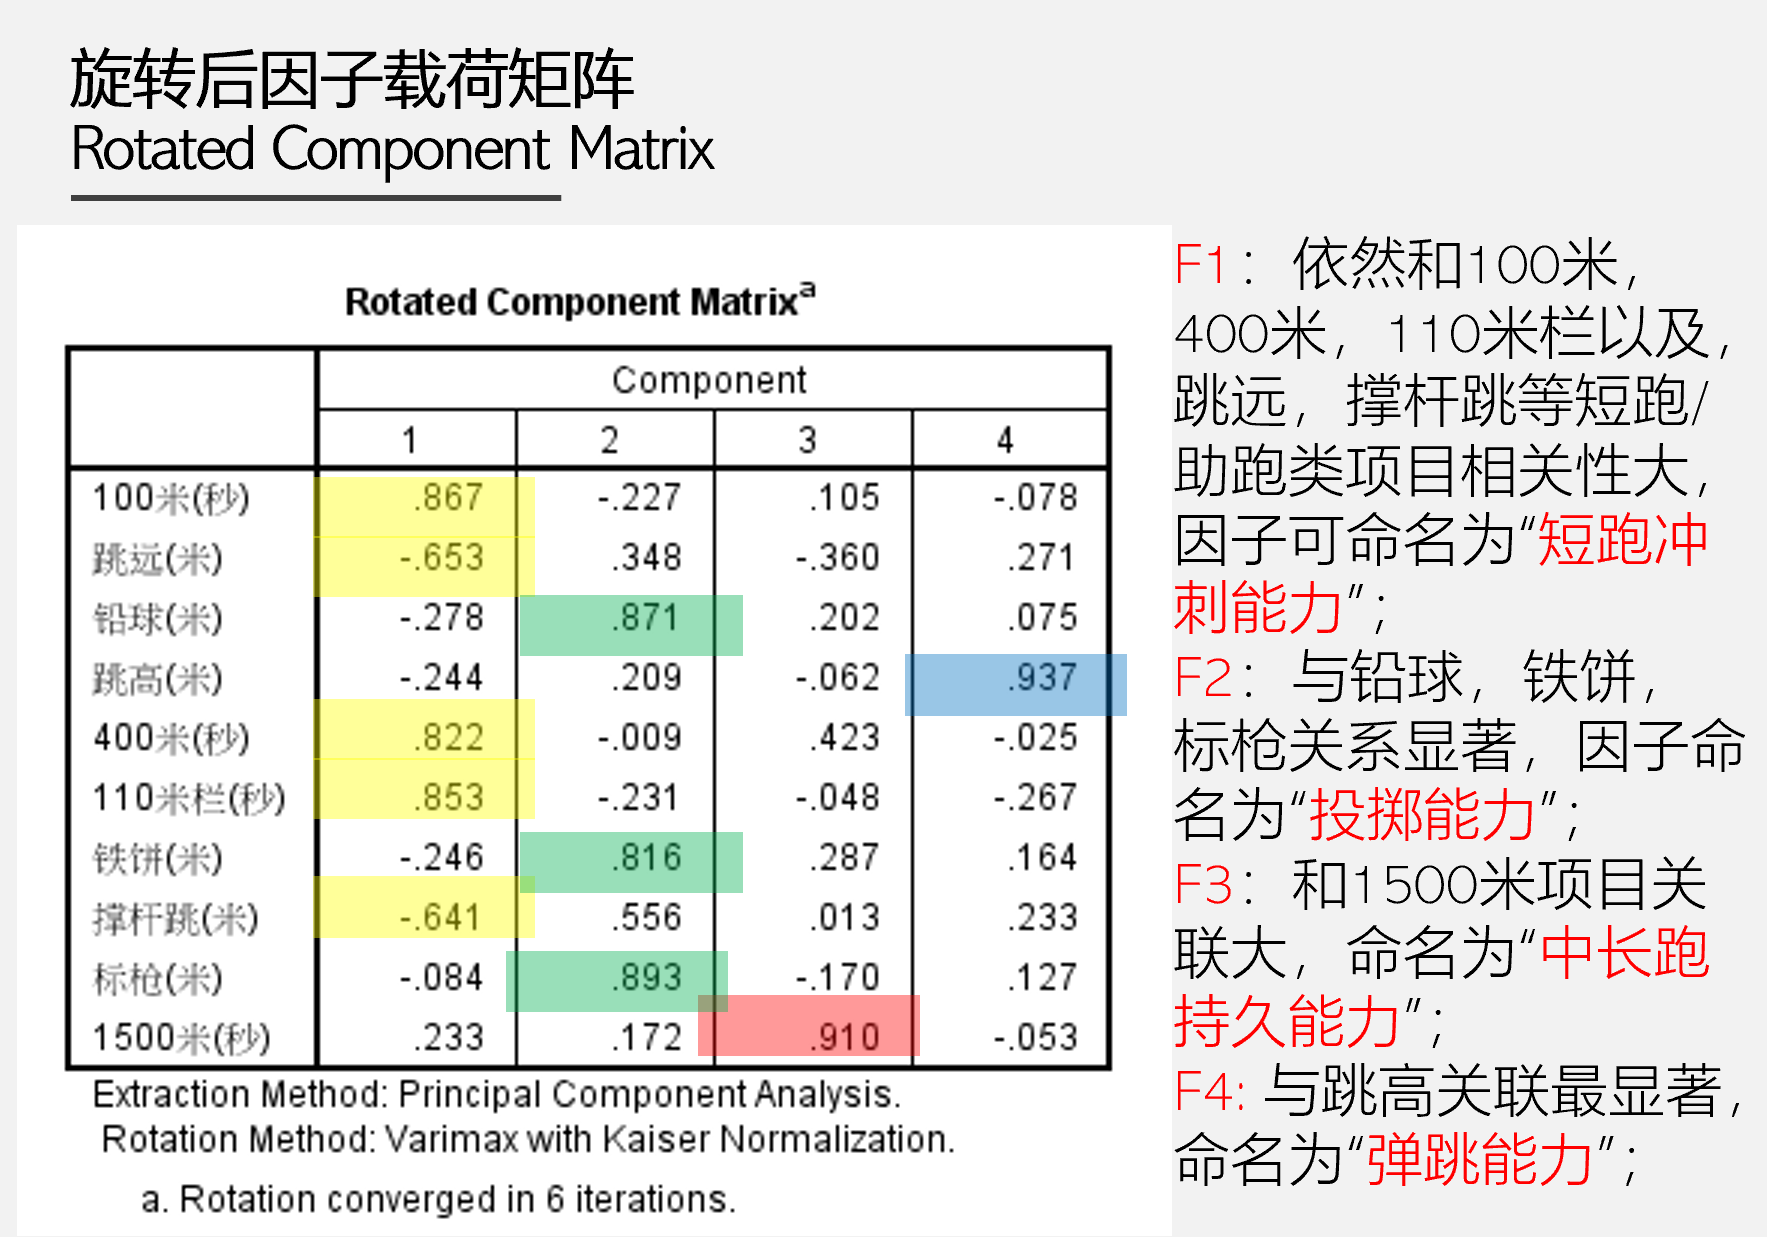 旋转后因子载荷矩阵
Rotated Component Matrix
Rotated Component Matrixᵃ
Component
1 2 3 4
100米(秒) .867 -.227 .105 -.078
跳远(米) -.653 .348 -.360 .271
铅球(米) -.278 .871 .202 .075
跳高(米) -.244 .209 -.062 .937
400米(秒) .822 -.009 .423 -.025
110米栏(秒) .853 -.231 -.048 -.267
铁饼(米) -.246 .816 .287 .164
撑杆跳(米) -.641 .556 .013 .233
标枪(米) -.084 .893 -.170 .127
1500米(秒) .233 .172 .910 -.053
Extraction Method: Principal Component Analysis.
Rotation Method: Varimax with Kaiser Normalization.
a. Rotation converged in 6 iterations.
F1：依然和100米，
400米，110米栏以及，
跳远，撑杆跳等短跑/
助跑类项目相关性大，
因子可命名为“短跑冲
刺能力”；
F2：与铅球，铁饼，
标枪关系显著，因子命
名为“投掷能力”；
F3：和1500米项目关
联大，命名为“中长跑
持久能力”；
F4: 与跳高关联最显著，
命名为“弹跳能力”；